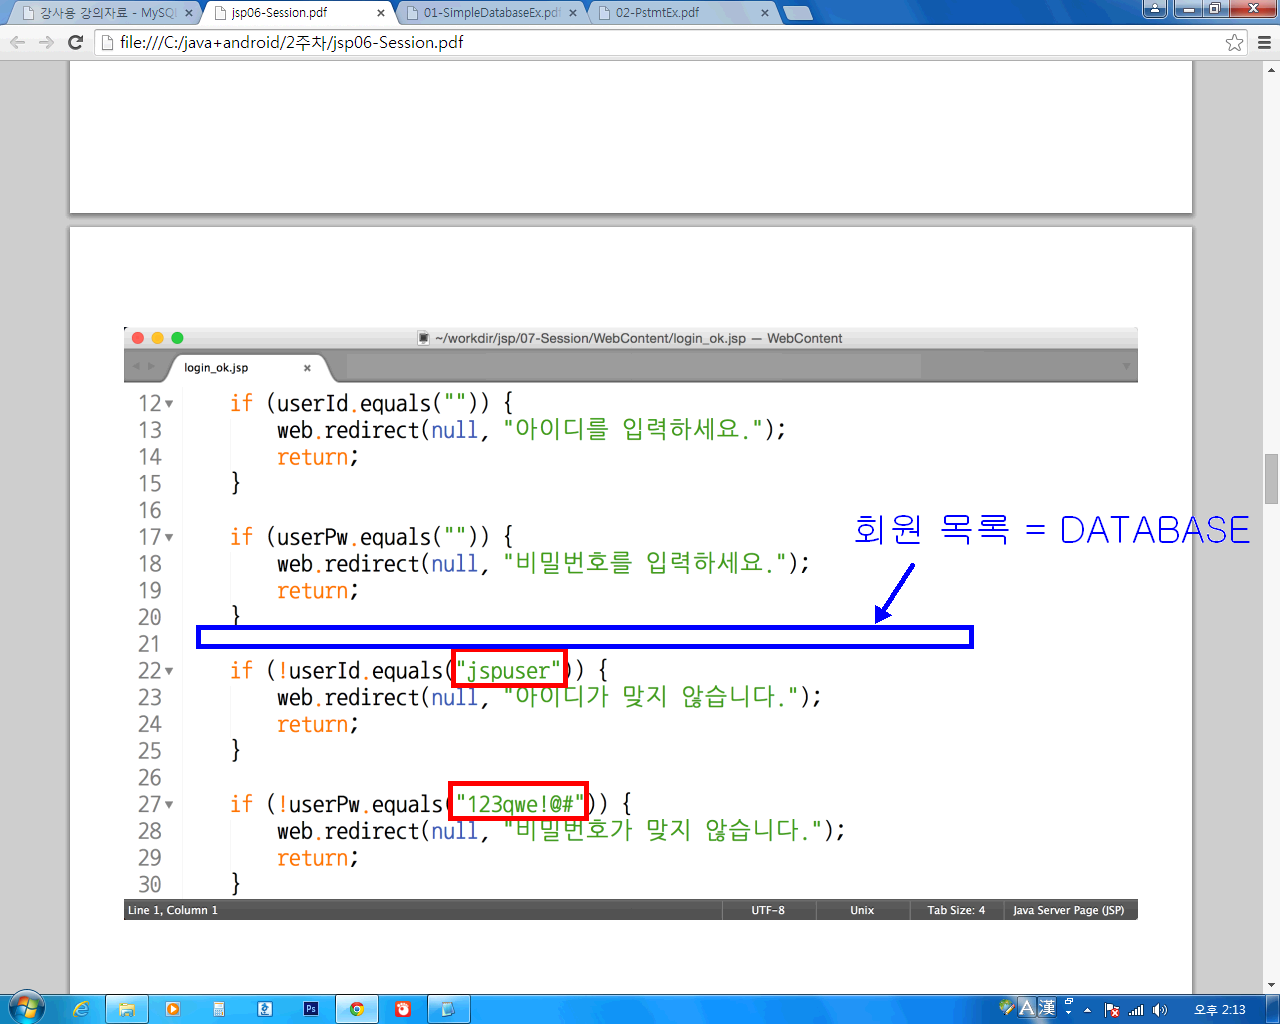 강사용 강의자료 - MySQL
jsp06-Session.pdf
01-SimpleDatabaseEx.pdf
02-PstmtEx.pdf
file:///C:/java+android/2주차/jsp06-Session.pdf
~/workdir/jsp/07-Session/WebContent/login_ok.jsp — WebContent
login_ok.jsp
12 if (userId.equals("")) {
13 web.redirect(null, "아이디를 입력하세요.");
14 return;
15 }
16
회원 목록 = DATABASE
17 if (userPw.equals("")) {
18 web.redirect(null, "비밀번호를 입력하세요.");
19 return;
20 }
21
22 if (!userId.equals("jspuser")) {
23 web.redirect(null, "아이디가 맞지 않습니다.");
24 return;
25 }
26
27 if (!userPw.equals("123qwe!@#")) {
28 web.redirect(null, "비밀번호가 맞지 않습니다.");
29 return;
30 }
Line 1, Column 1 UTF-8 Unix Tab Size: 4 Java Server Page (JSP)
Ps
A 漢
오후 2:13